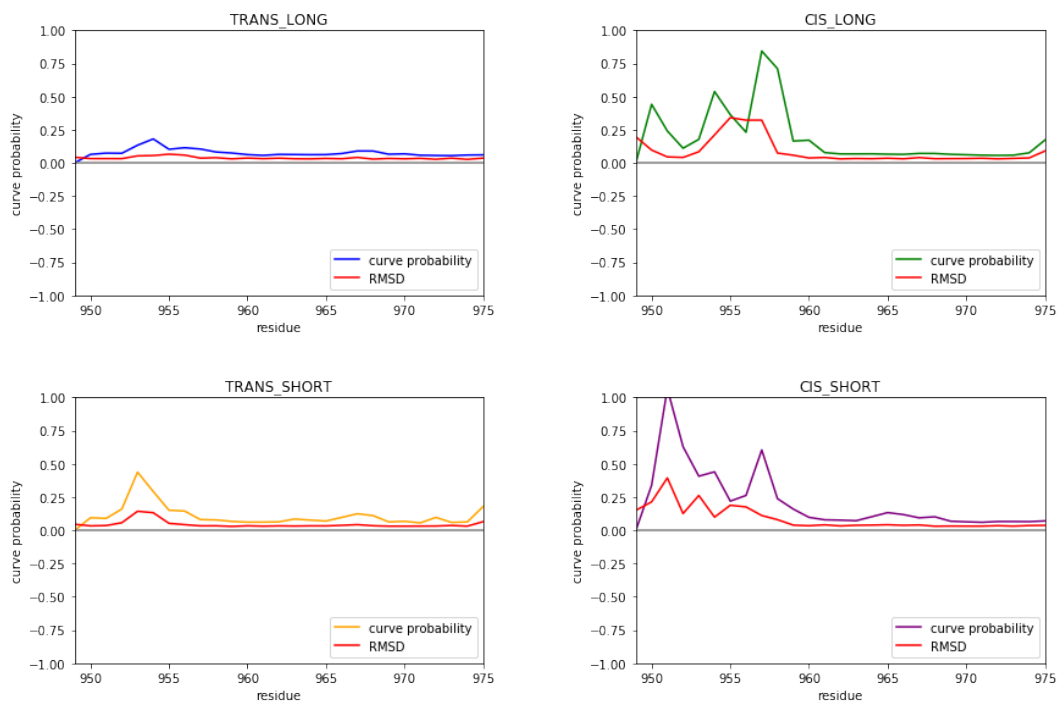 TRANS_LONG
1.00
0.75
0.50
0.25
0.00
−0.25
−0.50
−0.75
−1.00
curve probability
curve probability
RMSD
950 955 960 965 970 975
residue
CIS_LONG
1.00
0.75
0.50
0.25
0.00
−0.25
−0.50
−0.75
−1.00
curve probability
curve probability
RMSD
950 955 960 965 970 975
residue
TRANS_SHORT
1.00
0.75
0.50
0.25
0.00
−0.25
−0.50
−0.75
−1.00
curve probability
curve probability
RMSD
950 955 960 965 970 975
residue
CIS_SHORT
1.00
0.75
0.50
0.25
0.00
−0.25
−0.50
−0.75
−1.00
curve probability
curve probability
RMSD
950 955 960 965 970 975
residue